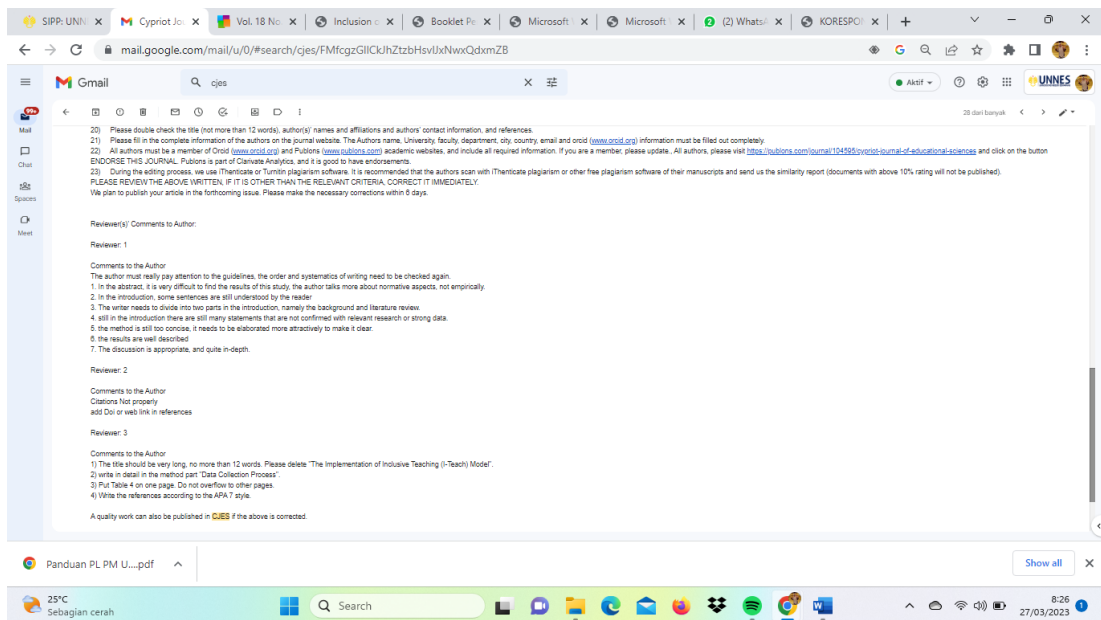 SIPP: UNN
Cypriot Jou
Vol. 18 No
Inclusion o
Booklet Pe
Microsoft
Microsoft
(2) Whats
KORESPO
mail.google.com/mail/u/0/#search/cjes/FMfcgzGllCkJhZtzbHsvlJxNwxQdxmZB
Gmail
cjes
Aktif
UNNES
99+
Mail
Chat
Spaces
Meet
28 dari banyak
20) Please double check the title (not more than 12 words), author(s)' names and affiliations and authors' contact information, and references.
21) Please fill in the complete information of the authors on the journal website. The Authors name, University, faculty, department, city, country, email and orcid (www.orcid.org) information must be filled out completely.
22) All authors must be a member of Orcid (www.orcid.org) and Publons (www.publons.com) academic websites, and include all required information. If you are a member, please update., All authors, please visit https://publons.com/journal/104595/cypriot-journal-of-educational-sciences and click on the button
ENDORSE THIS JOURNAL. Publons is part of Clarivate Analytics, and it is good to have endorsements.
23) During the editing process, we use iThenticate or Turnitin plagiarism software. It is recommended that the authors scan with iThenticate plagiarism or other free plagiarism software of their manuscripts and send us the similarity report (documents with above 10% rating will not be published).
PLEASE REVIEW THE ABOVE WRITTEN, IF IT IS OTHER THAN THE RELEVANT CRITERIA, CORRECT IT IMMEDIATELY.
We plan to publish your article in the forthcoming issue. Please make the necessary corrections within 6 days.
Reviewer(s)' Comments to Author:
Reviewer: 1
Comments to the Author
The author must really pay attention to the guidelines, the order and systematics of writing need to be checked again.
1. In the abstract, it is very difficult to find the results of this study, the author talks more about normative aspects, not empirically.
2. In the introduction, some sentences are still understood by the reader
3. The writer needs to divide into two parts in the introduction, namely the background and literature review.
4. still in the introduction there are still many statements that are not confirmed with relevant research or strong data.
5. the method is still too concise, it needs to be elaborated more attractively to make it clear.
6. the results are well described
7. The discussion is appropriate, and quite in-depth.
Reviewer: 2
Comments to the Author
Citations Not properly
add Doi or web link in references
Reviewer: 3
Comments to the Author
1) The title should be very long, no more than 12 words. Please delete "The Implementation of Inclusive Teaching (I-Teach) Model".
2) write in detail in the method part "Data Collection Process".
3) Put Table 4 on one page. Do not overflow to other pages.
4) Write the references according to the APA 7 style.
A quality work can also be published in CJES if the above is corrected.
Panduan PL PM U....pdf
Show all
25°C
Sebagian cerah
Search
8:26
27/03/2023
1